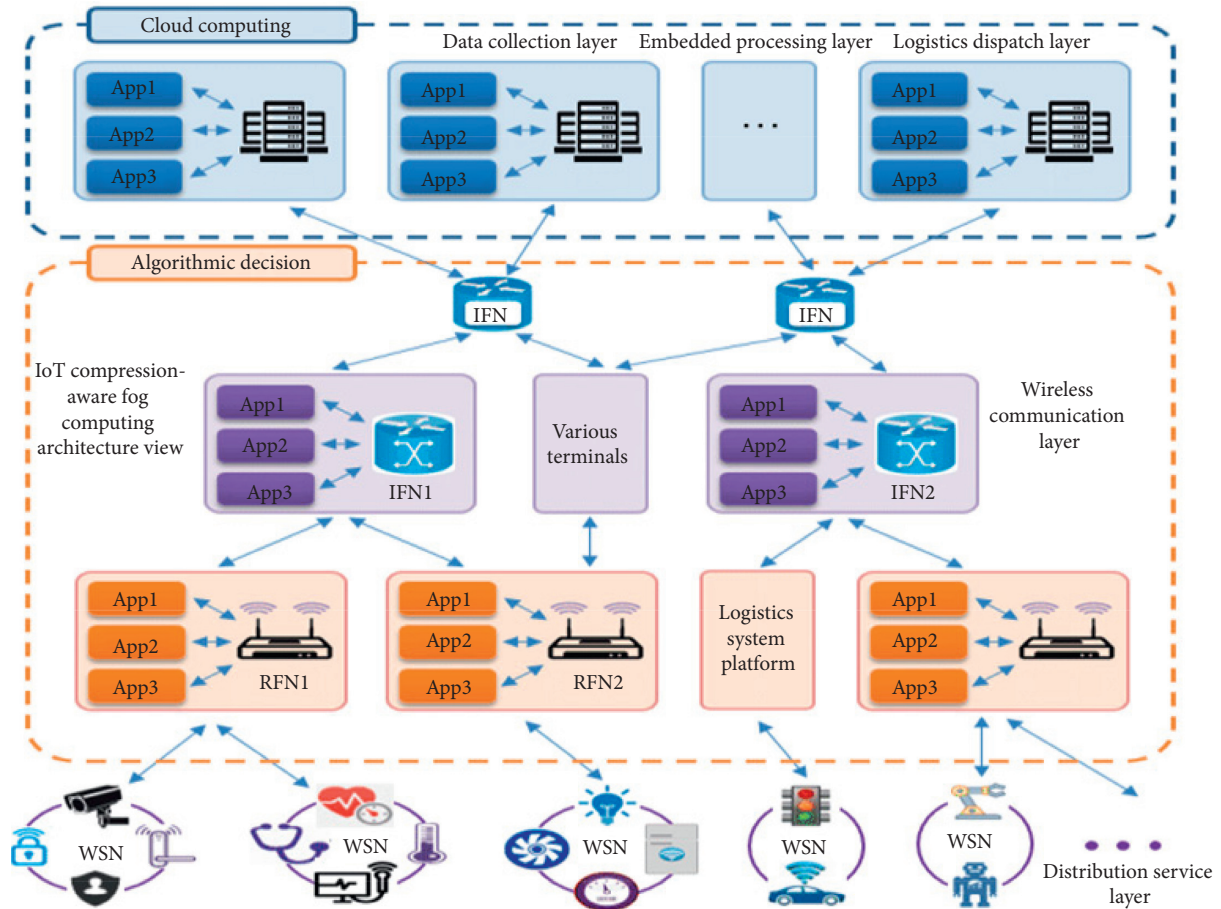 Cloud computing
Data collection layer
Embedded processing layer
Logistics dispatch layer
App1
App2
App3
App1
App2
App3
...
App1
App2
App3
Algorithmic decision
IFN
IFN
IoT compression-
aware fog
computing
architecture view
App1
App2
App3
IFN1
Various
terminals
App1
App2
App3
IFN2
Wireless
communication
layer
App1
App2
App3
RFN1
App1
App2
App3
RFN2
Logistics
system
platform
App1
App2
App3
WSN
WSN
WSN
WSN
WSN
Distribution service
layer